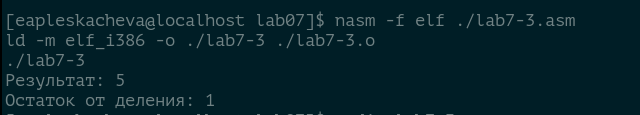 [eapleskacheva@localhost lab07]$ nasm -f elf ./lab7-3.asm
ld -m elf_i386 -o ./lab7-3 ./lab7-3.o
./lab7-3
Результат: 5
Остаток от деления: 1